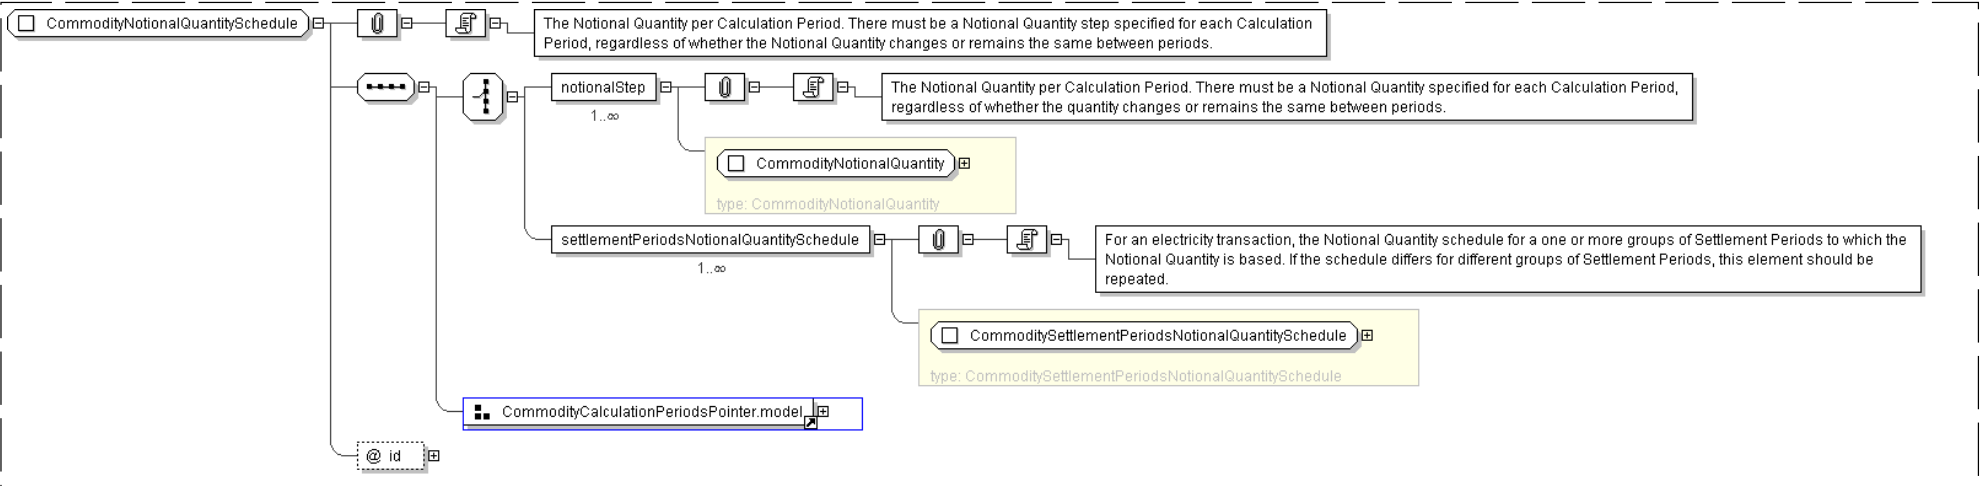 CommodityNotionalQuantitySchedule
The Notional Quantity per Calculation Period. There must be a Notional Quantity step specified for each Calculation
Period, regardless of whether the Notional Quantity changes or remains the same between periods.
notionalStep
1..∞
The Notional Quantity per Calculation Period. There must be a Notional Quantity specified for each Calculation Period,
regardless of whether the quantity changes or remains the same between periods.
CommodityNotionalQuantity
type: CommodityNotionalQuantity
settlementPeriodsNotionalQuantitySchedule
1..∞
For an electricity transaction, the Notional Quantity schedule for a one or more groups of Settlement Periods to which the
Notional Quantity is based. If the schedule differs for different groups of Settlement Periods, this element should be
repeated.
CommoditySettlementPeriodsNotionalQuantitySchedule
type: CommoditySettlementPeriodsNotionalQuantitySchedule
CommodityCalculationPeriodsPointer.model
@ id